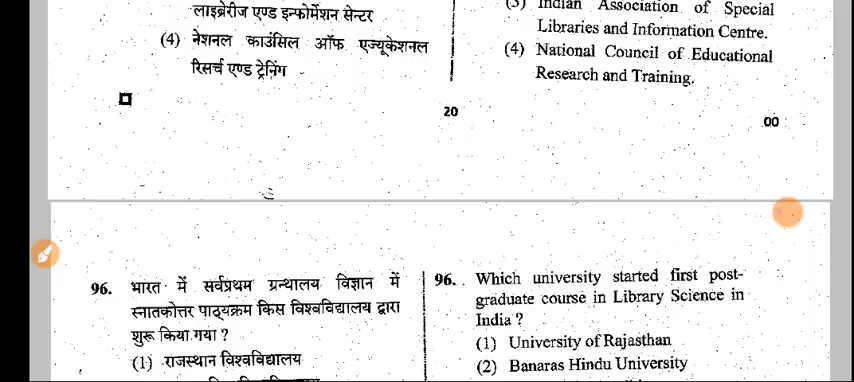 लाइब्रेरीज एण्ड इन्फोर्मेशन सेन्टर
(4) नेशनल काउंसिल ऑफ एज्यूकेशनल
रिसर्च एण्ड ट्रेनिंग
(3) Indian Association of Special
Libraries and Information Centre.
(4) National Council of Educational
Research and Training.
20
00
96. भारत में सर्वप्रथम ग्रन्थालय विज्ञान में
स्नातकोत्तर पाठ्यक्रम किस विश्वविद्यालय द्वारा
शुरू किया गया ?
(1) राजस्थान विश्वविद्यालय
96. Which university started first post-
graduate course in Library Science in
India ?
(1) University of Rajasthan
(2) Banaras Hindu University